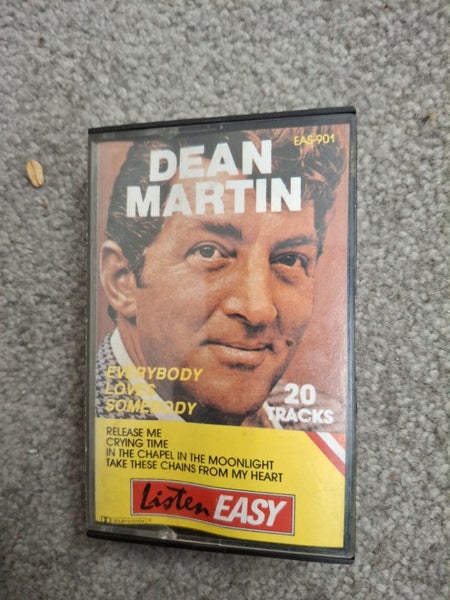 EAS-901
DEAN
MARTIN
EVERYBODY
LOVES
SOMEBODY
20
TRACKS
RELEASE ME
CRYING TIME
IN THE CHAPEL IN THE MOONLIGHT
TAKE THESE CHAINS FROM MY HEART
Listen EASY